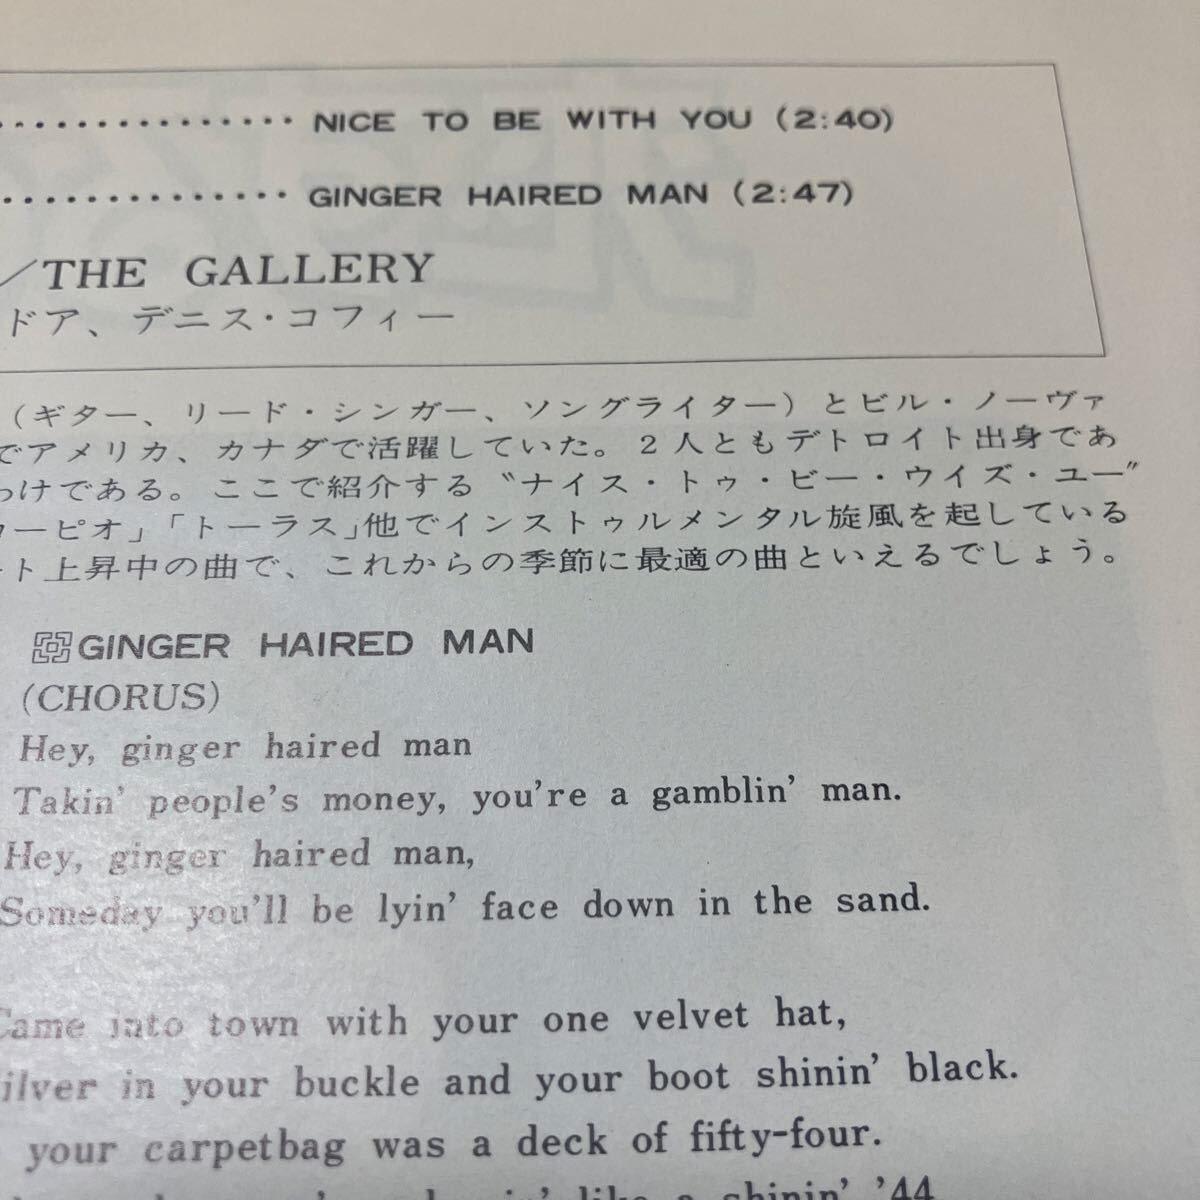 NICE TO BE WITH YOU (2:40)
GINGER HAIRED MAN (2:47)
/THE GALLERY
ドア、デニス・コフィー
（ギター、リード・シンガー、ソングライター）とビル・ノーヴァ
でアメリカ、カナダで活躍していた。2人ともデトロイト出身であ
っけである。ここで紹介する〝ナイス・トゥ・ビー・ウイズ・ユー〞
コーピオ」「トーラス」他でインストゥルメンタル旋風を起している
ート上昇中の曲で、これからの季節に最適の曲といえるでしょう。
GINGER HAIRED MAN
(CHORUS)
Hey, ginger haired man
Takin' people's money, you're a gamblin' man.
Hey, ginger haired man,
Someday you'll be lyin' face down in the sand.
Came into town with your one velvet hat,
ilver in your buckle and your boot shinin' black.
your carpetbag was a deck of fifty-four.
like a shinin' '44